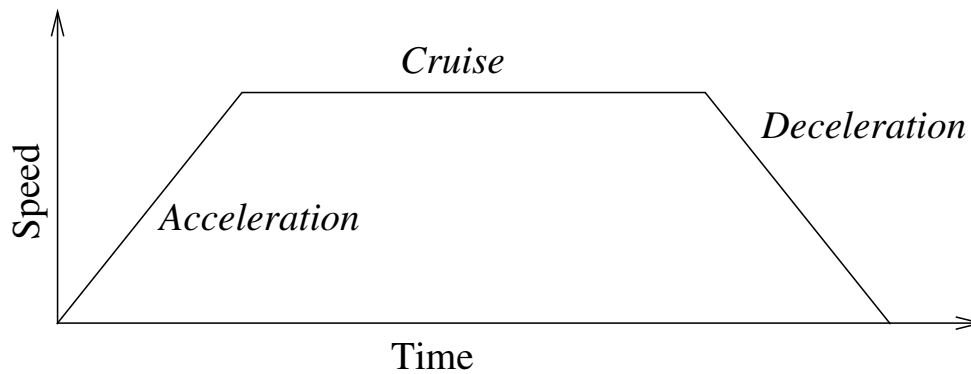 Cruise
Deceleration
Speed
Acceleration
Time